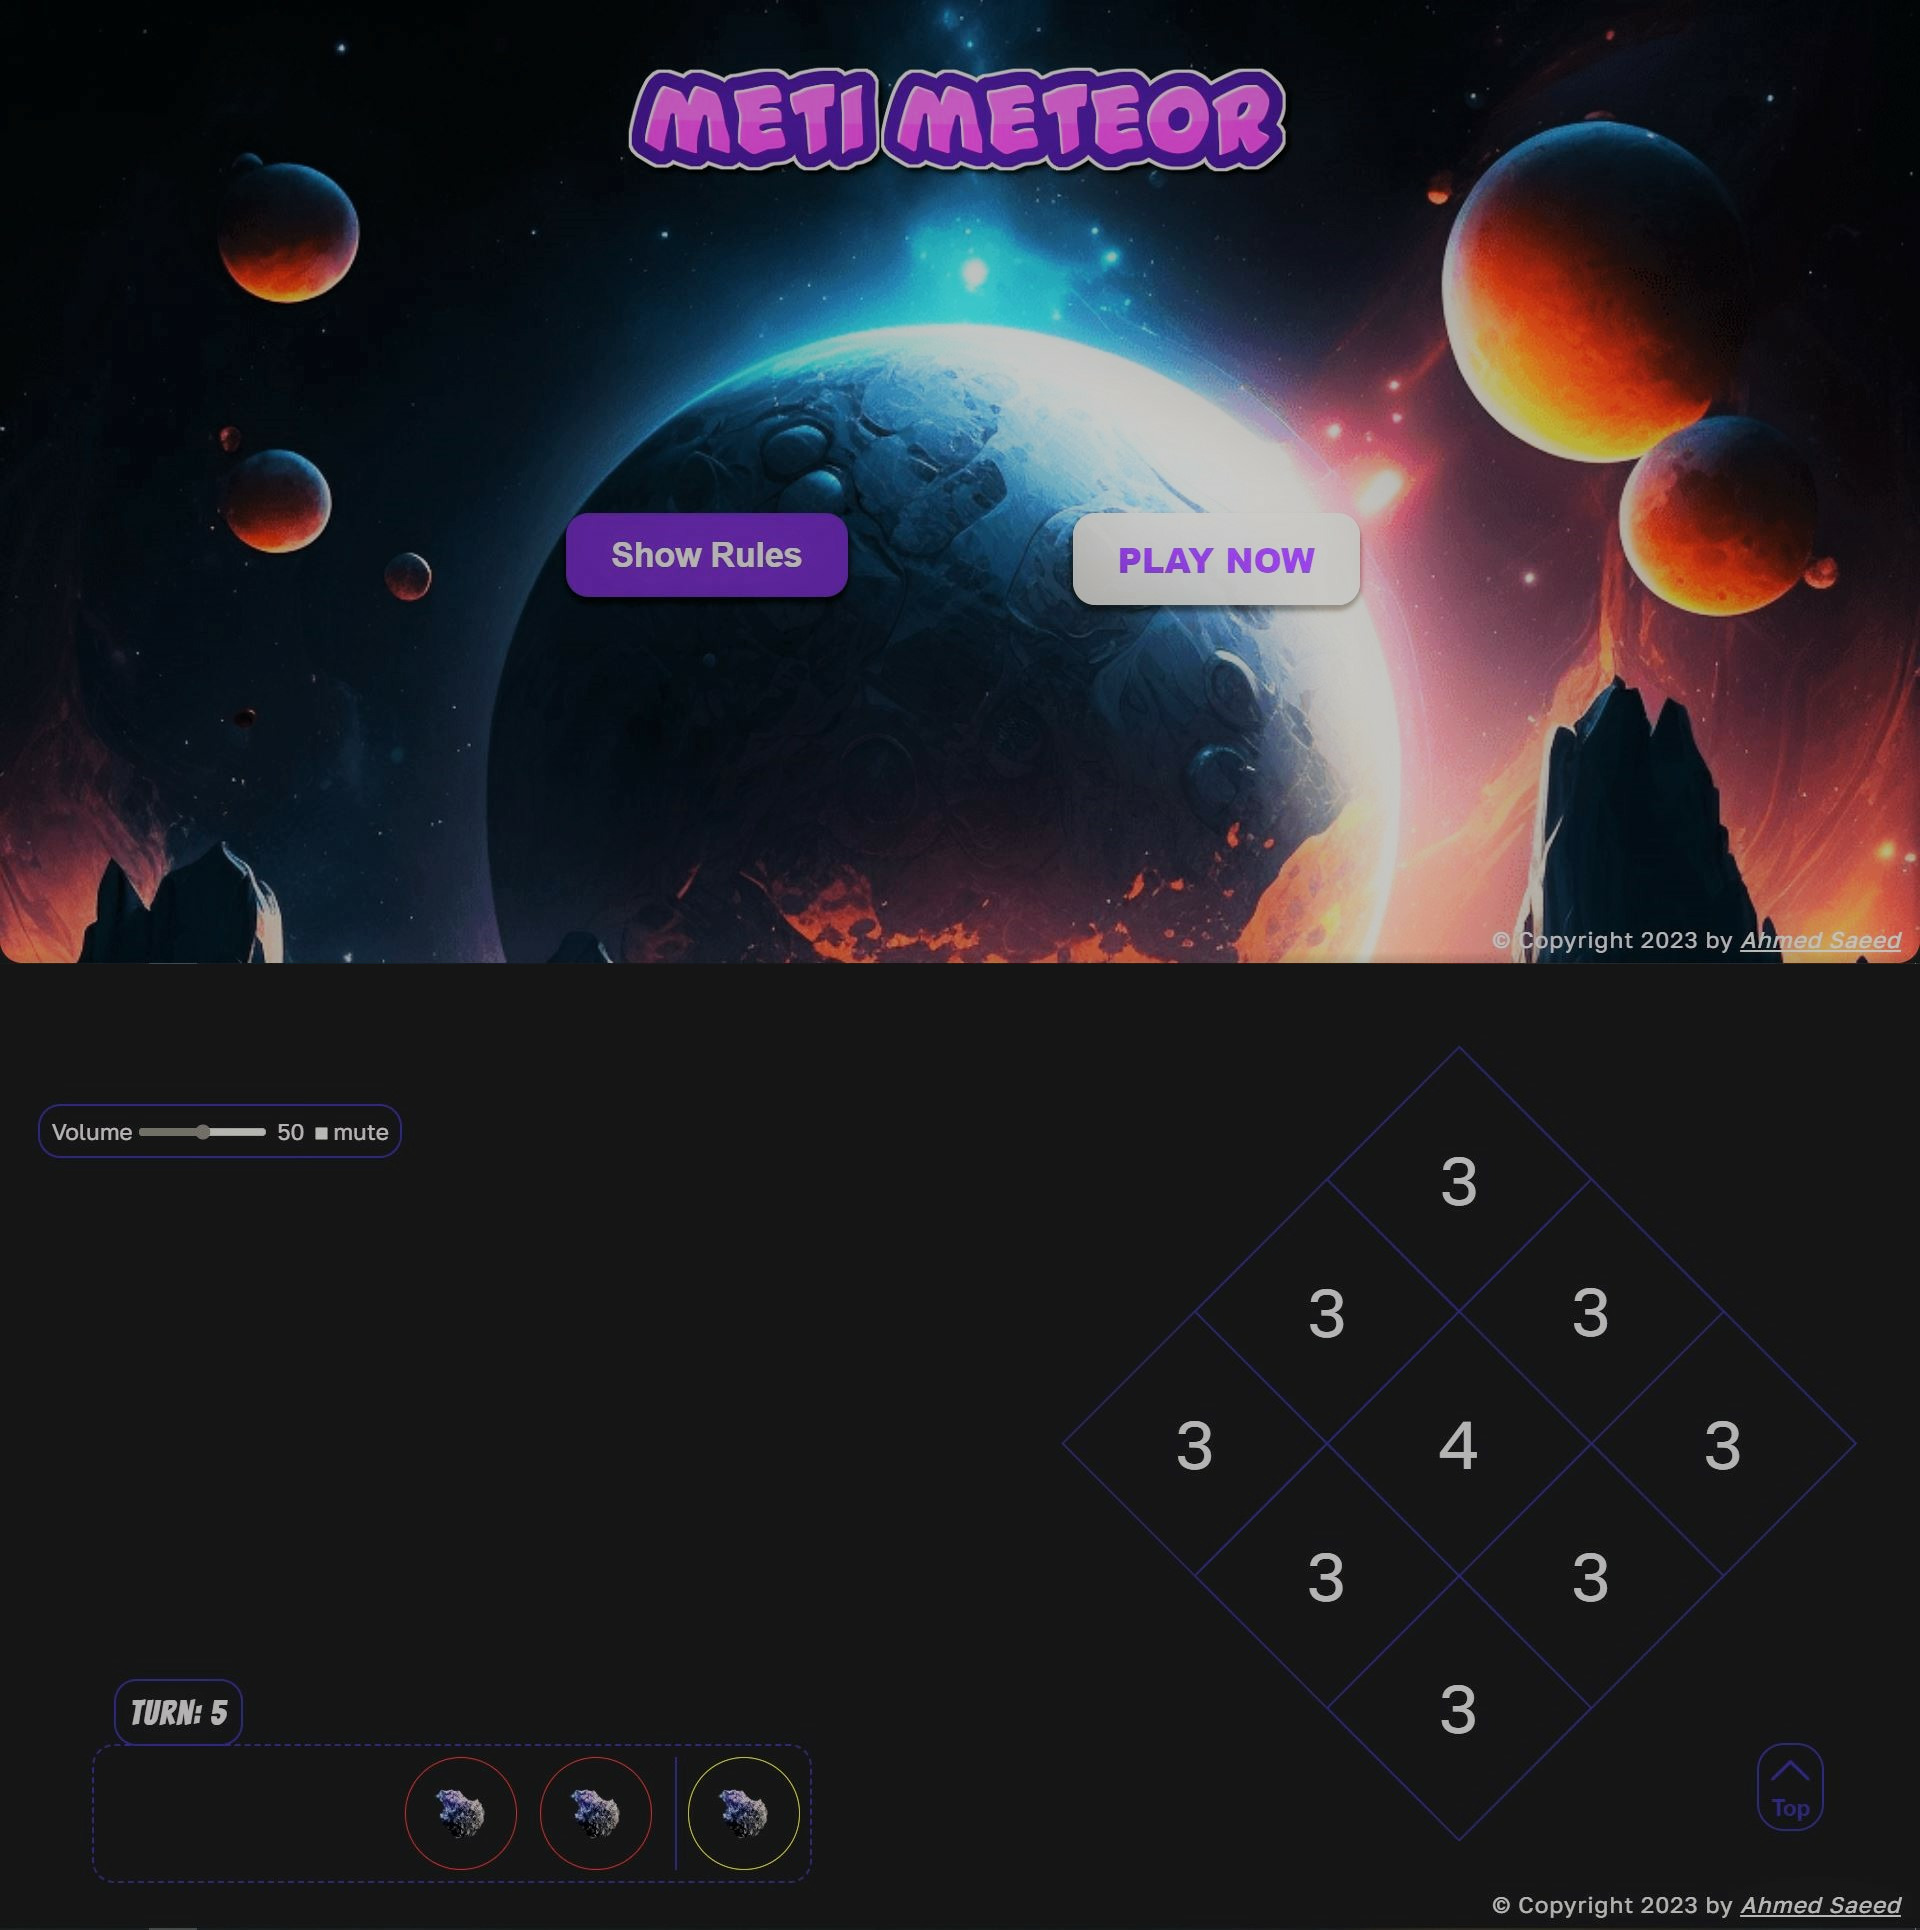 METI METEOR
Show Rules
PLAY NOW
© Copyright 2023 by Ahmed Saeed
Volume 50 mute
3
3 3
3 4 3
3 3
3
TURN: 5
Top
© Copyright 2023 by Ahmed Saeed